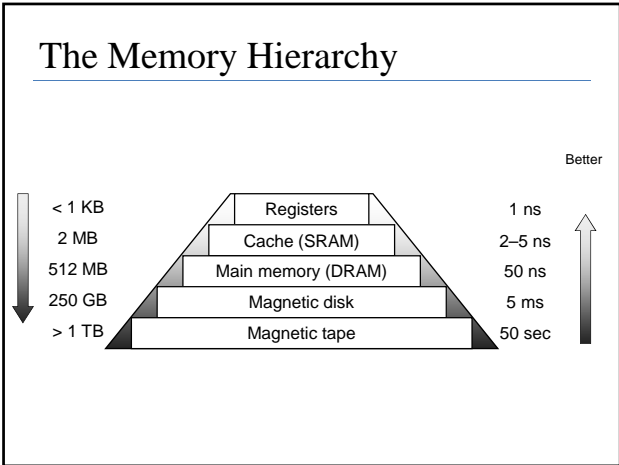 The Memory Hierarchy
Better
< 1 KB Registers 1 ns
2 MB Cache (SRAM) 2–5 ns
512 MB Main memory (DRAM) 50 ns
250 GB Magnetic disk 5 ms
> 1 TB Magnetic tape 50 sec